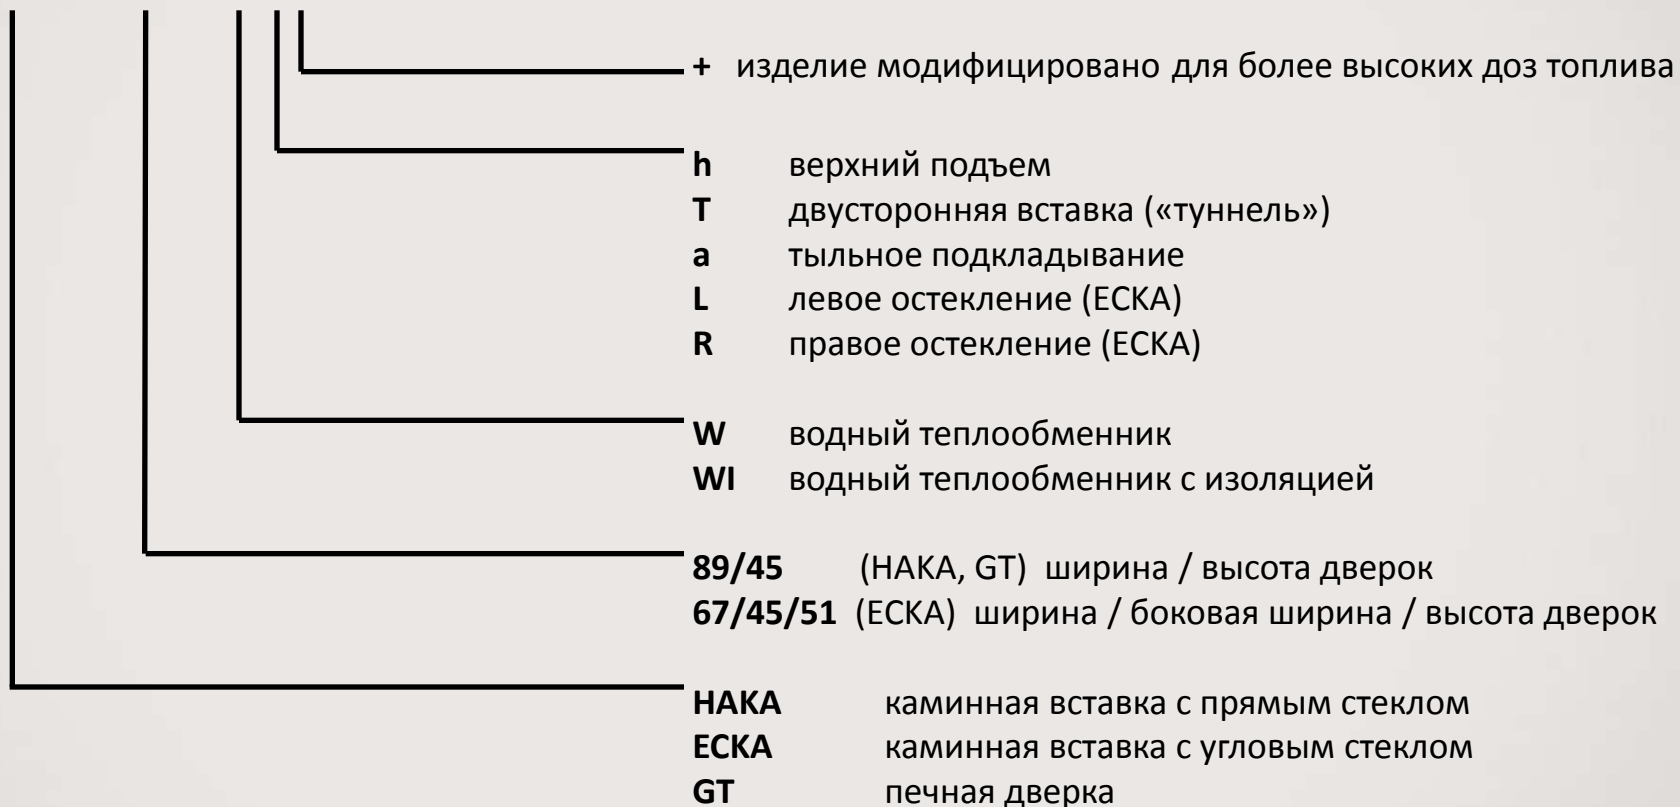 + изделие модифицировано для более высоких доз топлива
h верхний подъем
T двусторонняя вставка («туннель»)
a тыльное подкладывание
L левое остекление (ECKA)
R правое остекление (ECKA)
W водный теплообменник
WI водный теплообменник с изоляцией
89/45 (HAKA, GT) ширина / высота дверок
67/45/51 (ECKA) ширина / боковая ширина / высота дверок
HAKA каминная вставка с прямым стеклом
ECKA каминная вставка с угловым стеклом
GT печная дверка